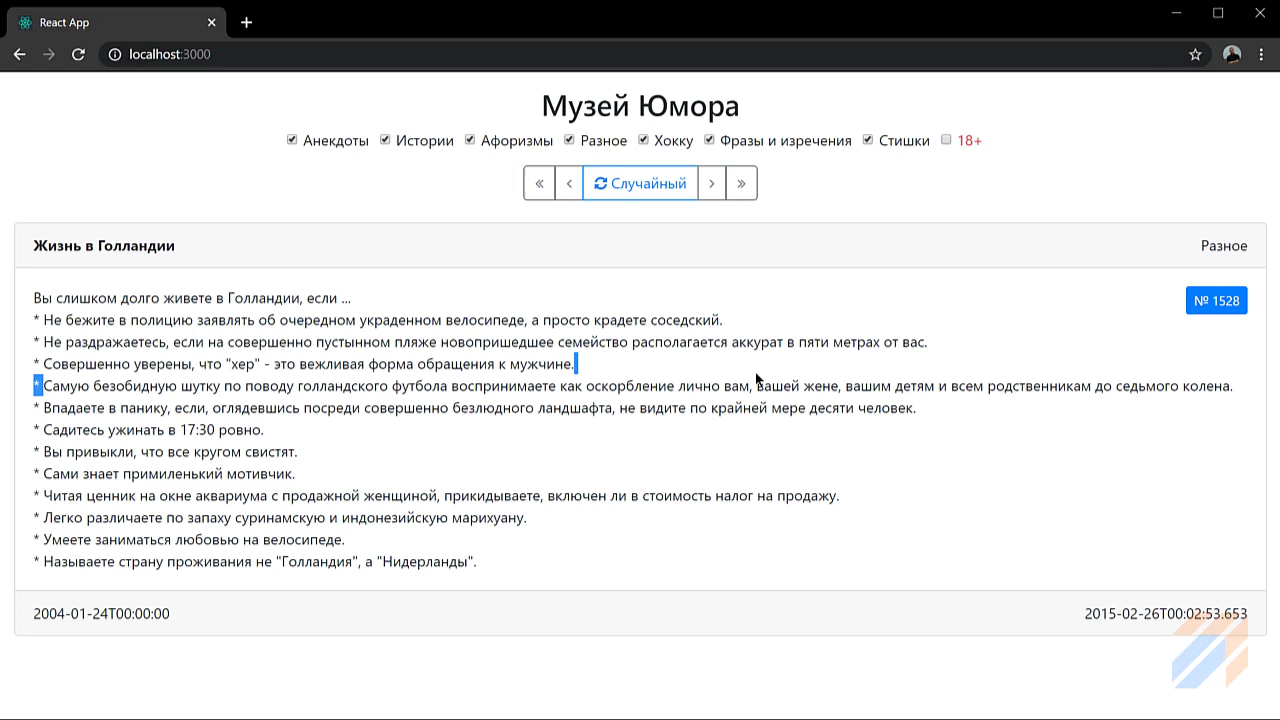 React App
localhost:3000
Музей Юмора
Анекдоты Истории Афоризмы Разное Хокку Фразы и изречения Стишки 18+
« ‹ Случайный › »
Жизнь в Голландии Разное
Вы слишком долго живете в Голландии, если ...
№ 1528
* Не бежите в полицию заявлять об очередном украденном велосипеде, а просто крадете соседский.
* Не раздражаетесь, если на совершенно пустынном пляже новопришедшее семейство располагается аккурат в пяти метрах от вас.
* Совершенно уверены, что "хер" - это вежливая форма обращения к мужчине.
* Самую безобидную шутку по поводу голландского футбола воспринимаете как оскорбление лично вам, вашей жене, вашим детям и всем родственникам до седьмого колена.
* Впадаете в панику, если, оглядевшись посреди совершенно безлюдного ландшафта, не видите по крайней мере десяти человек.
* Садитесь ужинать в 17:30 ровно.
* Вы привыкли, что все кругом свистят.
* Сами знает примиленький мотивчик.
* Читая ценник на окне аквариума с продажной женщиной, прикидываете, включен ли в стоимость налог на продажу.
* Легко различаете по запаху суринамскую и индонезийскую марихуану.
* Умеете заниматься любовью на велосипеде.
* Называете страну проживания не "Голландия", а "Нидерланды".
2004-01-24T00:00:00 2015-02-26T00:02:53.653